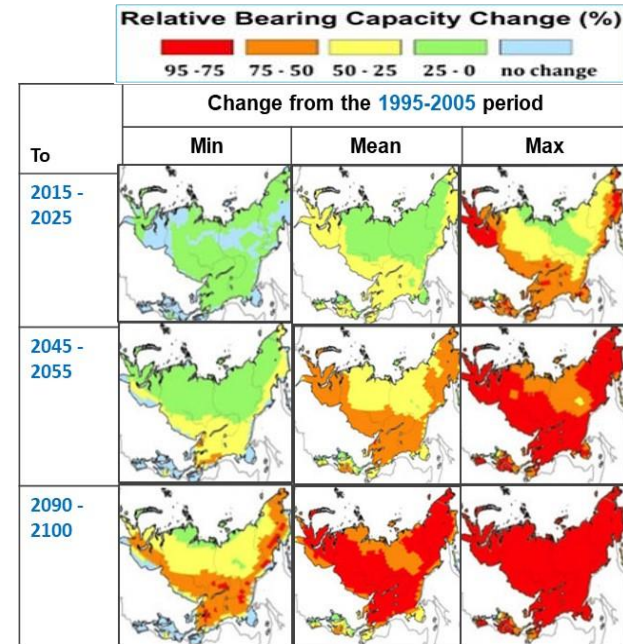 Relative Bearing Capacity Change (%)
95 - 75 75 - 50 50 - 25 25 - 0 no change
Change from the 1995-2005 period
To Min Mean Max
2015 -
2025
2045 -
2055
2090 -
2100